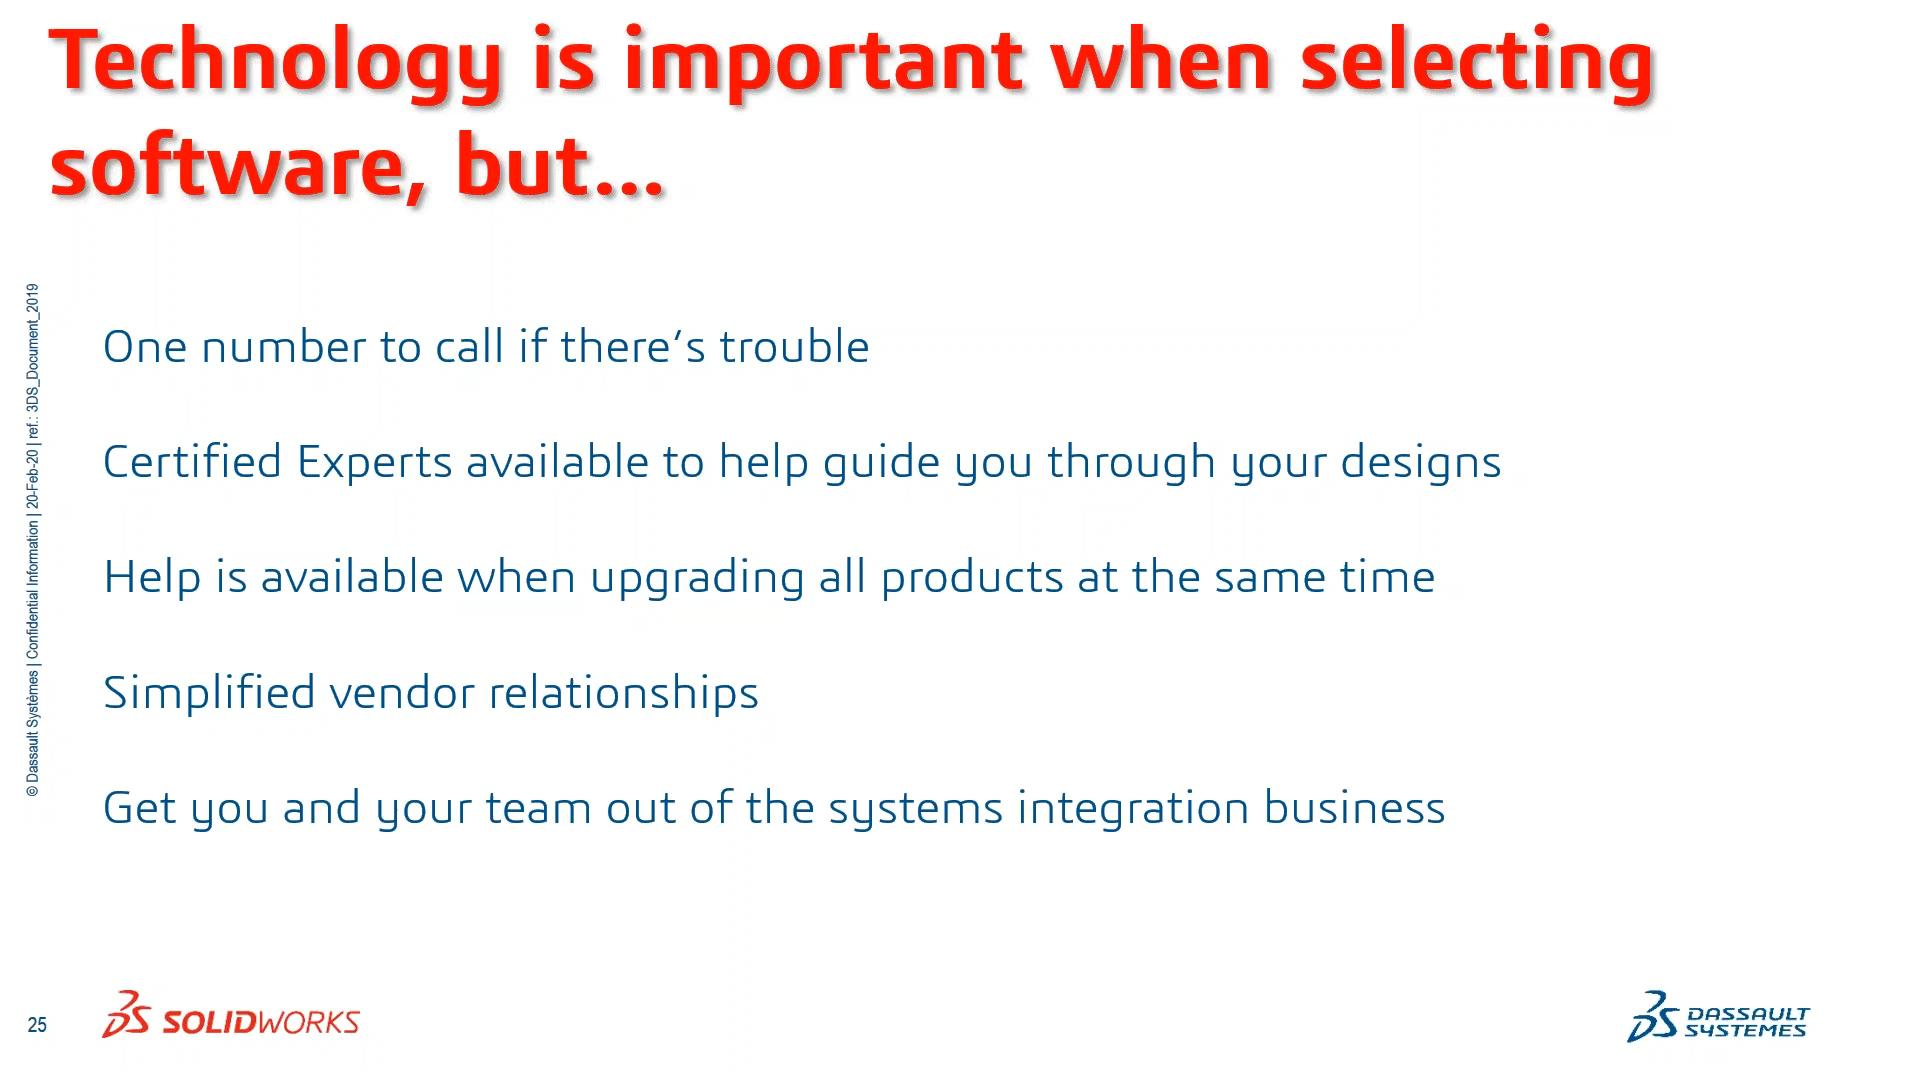 Technology is important when selecting
software, but...
© Dassault Systèmes | Confidential Information | 20-Feb-20 | ref.: 3DS_Document_2019
One number to call if there’s trouble
Certified Experts available to help guide you through your designs
Help is available when upgrading all products at the same time
Simplified vendor relationships
Get you and your team out of the systems integration business
25
3DS SOLIDWORKS
3DS DASSAULT
SYSTEMES